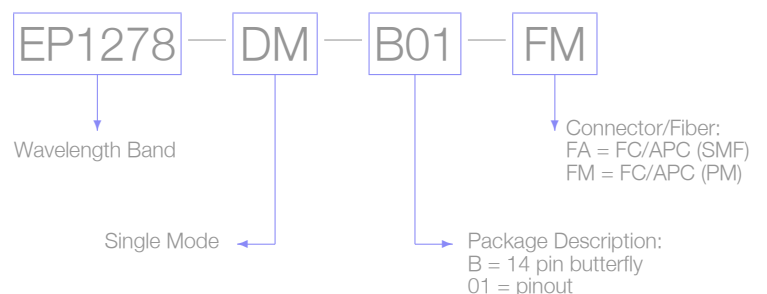 EP1278 — DM — B01 — FM
Wavelength Band
Connector/Fiber:
FA = FC/APC (SMF)
FM = FC/APC (PM)
Single Mode
Package Description:
B = 14 pin butterfly
01 = pinout